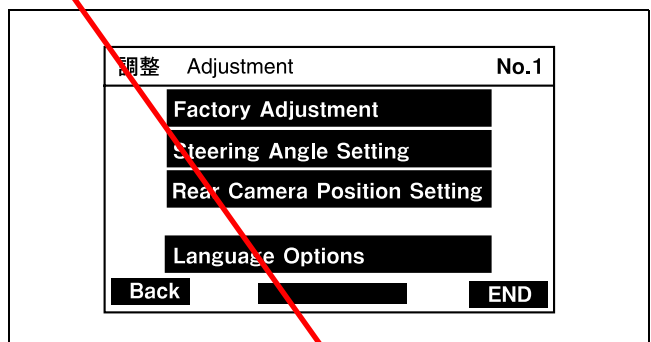 調整 Adjustment No.1
Factory Adjustment
Steering Angle Setting
Rear Camera Position Setting
Language Options
Back END